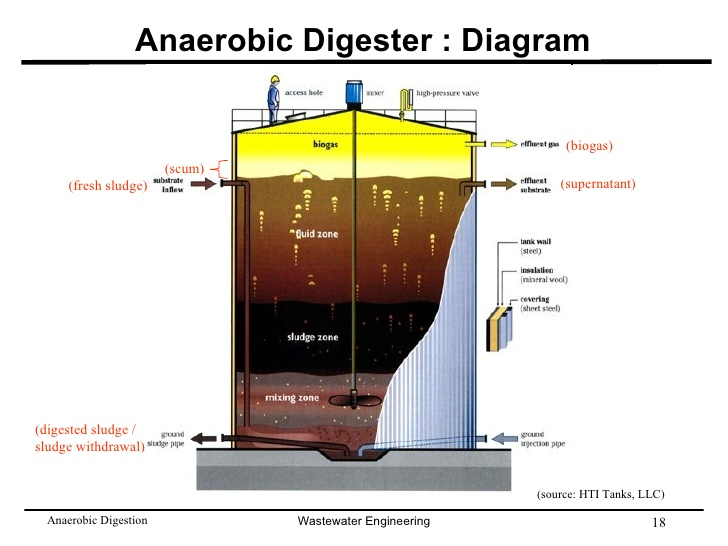 Anaerobic Digester : Diagram
access hole
mixer
high-pressure valve
biogas
effluent gas
(biogas)
(scum)
(fresh sludge)
substrate
inflow
effluent
substrate
(supernatant)
fluid zone
tank wall
(steel)
insulation
(mineral wool)
covering
(sheet steel)
sludge zone
mixing zone
(digested sludge /
sludge withdrawal)
ground
sludge pipe
ground
injection pipe
(source: HTI Tanks, LLC)
Anaerobic Digestion
Wastewater Engineering
18